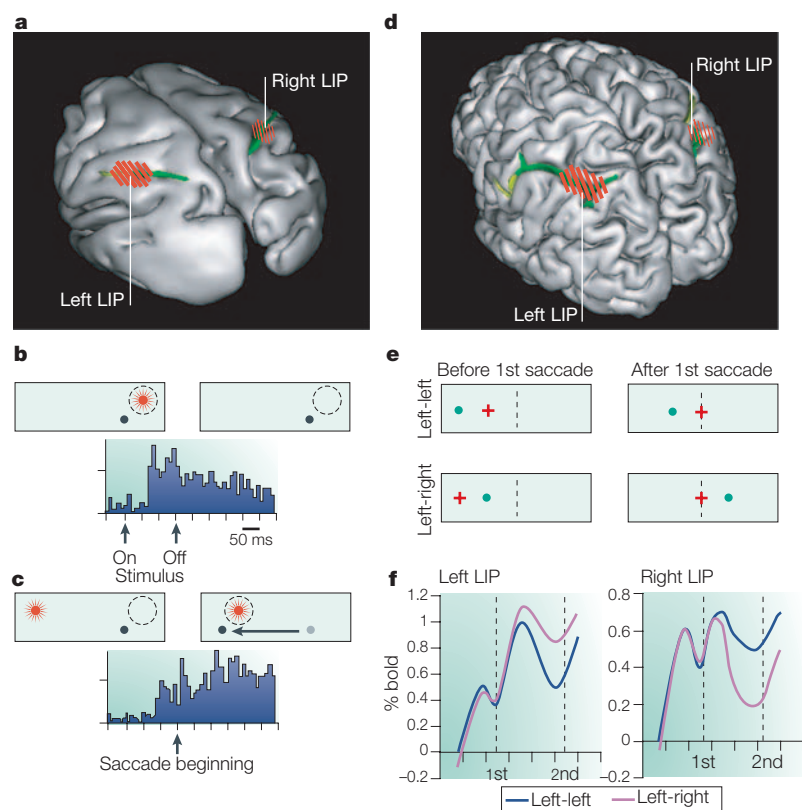 a
d
Right LIP
Right LIP
Left LIP
Left LIP
b
On
Off
Stimulus
50 ms
c
Saccade beginning
e
Before 1st saccade
After 1st saccade
Left-left
Left-right
f
Left LIP
Right LIP
% bold
1.2
1
0.8
0.6
0.4
0.2
0
–0.2
1st
2nd
0.8
0.6
0.4
0.2
0
–0.2
1st
2nd
Left-left
Left-right